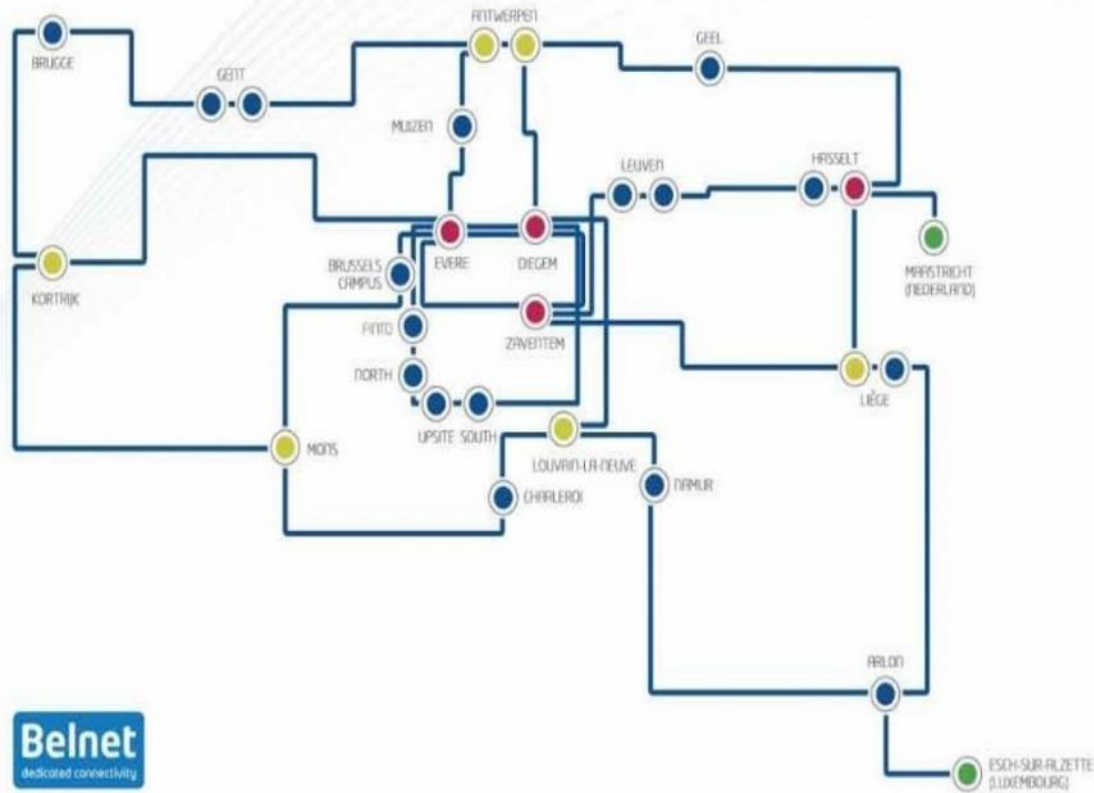 ANTWERPEN
BRUGGE
GENT
GEEL
MUIZEN
LEUVEN
HASSELT
EVERE
DIEGEM
BRUSSELS
CAMPUS
MAASTRICHT
(NEDERLAND)
KORTRIJK
FINTO
ZAVENTEM
NORTH
LIÈGE
UPSITE SOUTH
MONS
LOUVAIN-LA-NEUVE
CHARLEROI
NAMUR
ARLON
ESCH-SUR-ALZETTE
(LUXEMBOURG)
Belnet
dedicated connectivity